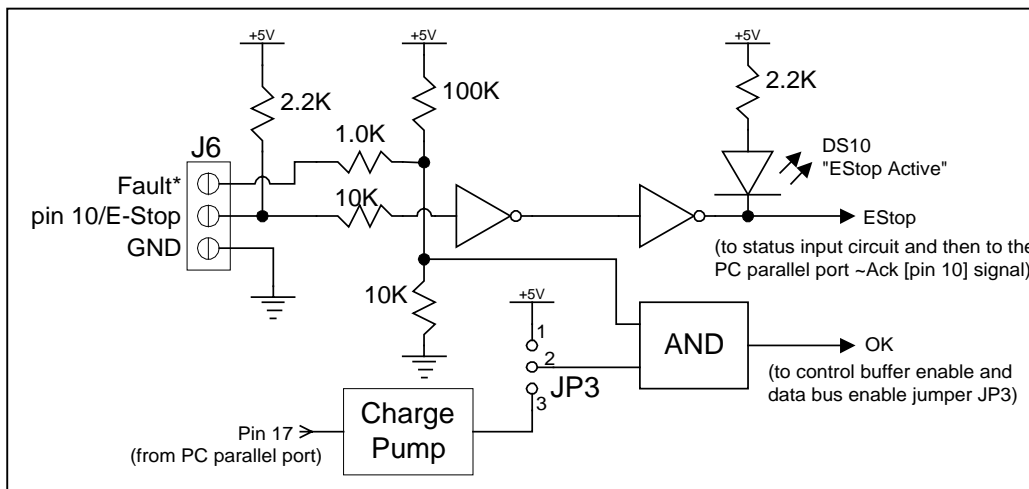 +5V
+5V
+5V
2.2K
100K
2.2K
J6
1.0K
DS10
"EStop Active"
Fault*
pin 10/E-Stop
10K
EStop
GND
(to status input circuit and then to the
PC parallel port ~Ack [pin 10] signal)
10K
+5V
1
2
3
JP3
AND
OK
(to control buffer enable and
data bus enable jumper JP3)
Charge
Pump
Pin 17
(from PC parallel port)